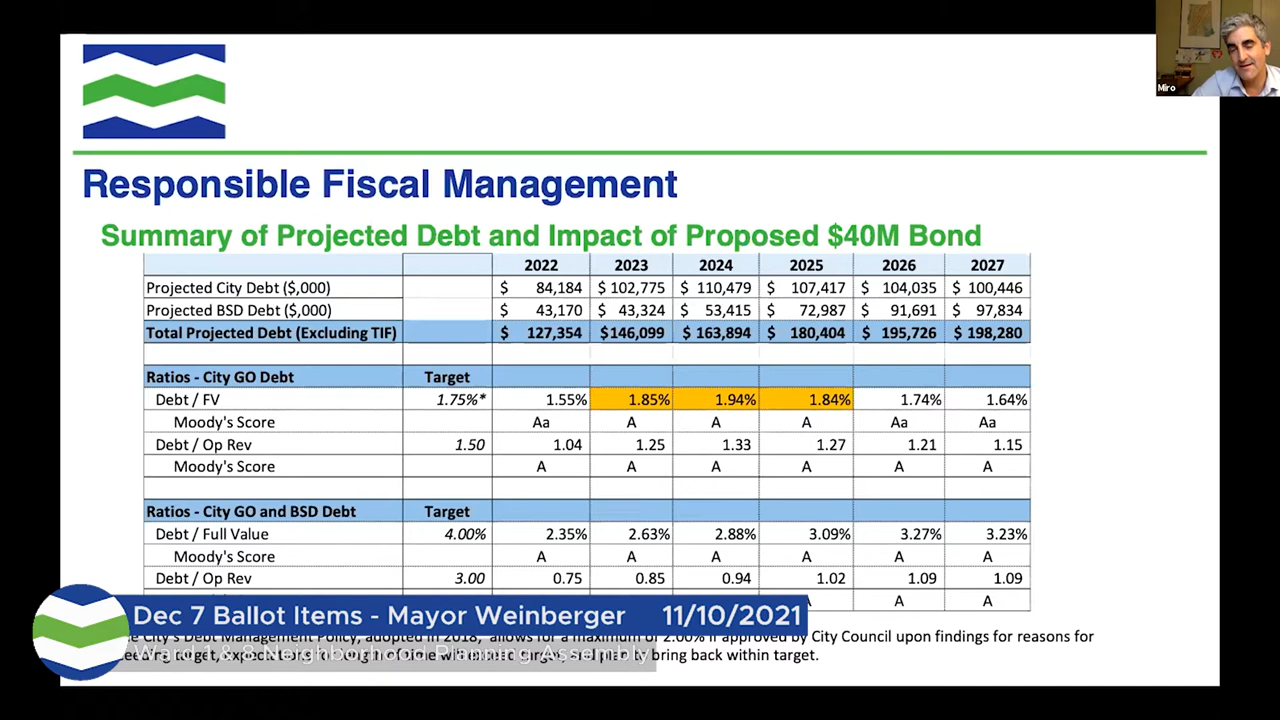 Miro
Responsible Fiscal Management
Summary of Projected Debt and Impact of Proposed $40M Bond
2022 2023 2024 2025 2026 2027
Projected City Debt ($,000) $ 84,184 $ 102,775 $ 110,479 $ 107,417 $ 104,035 $ 100,446
Projected BSD Debt ($,000) $ 43,170 $ 43,324 $ 53,415 $ 72,987 $ 91,691 $ 97,834
Total Projected Debt (Excluding TIF) $ 127,354 $146,099 $ 163,894 $ 180,404 $ 195,726 $ 198,280
Ratios - City GO Debt Target
Debt / FV 1.75%* 1.55% 1.85% 1.94% 1.84% 1.74% 1.64%
Moody's Score Aa A A A Aa Aa
Debt / Op Rev 1.50 1.04 1.25 1.33 1.27 1.21 1.15
Moody's Score A A A A A A
Ratios - City GO and BSD Debt Target
Debt / Full Value 4.00% 2.35% 2.63% 2.88% 3.09% 3.27% 3.23%
Moody's Score A A A A A A
Debt / Op Rev 3.00 0.75 0.85 0.94 1.02 1.09 1.09
A A A
Dec 7 Ballot Items - Mayor Weinberger 11/10/2021
City's Debt Management Policy, adopted in 2018, allows for a maximum of 2.00% if approved by City Council upon findings for reasons for
Ward 1 & 8 Neighborhood Planning Assembly
bring back within target.